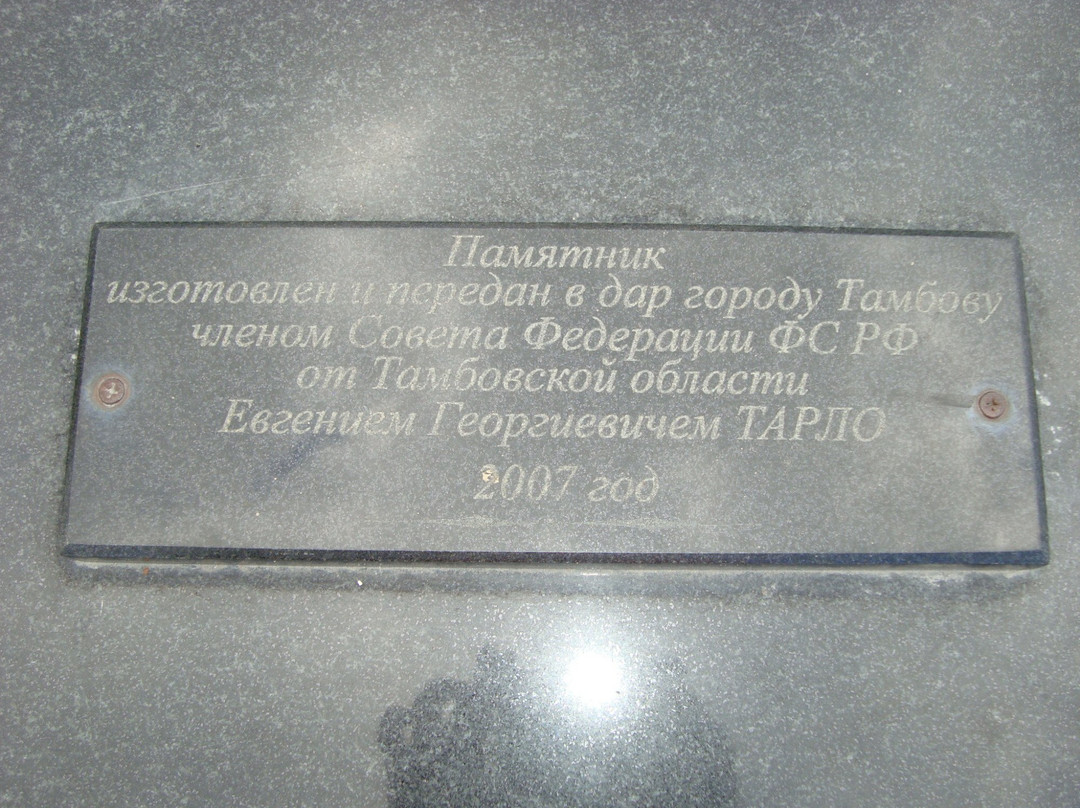 Памятник
изготовлен и передан в дар городу Тамбову
членом Совета Федерации ФС РФ
от Тамбовской области
Евгением Георгиевичем ТАРЛО
2007 год